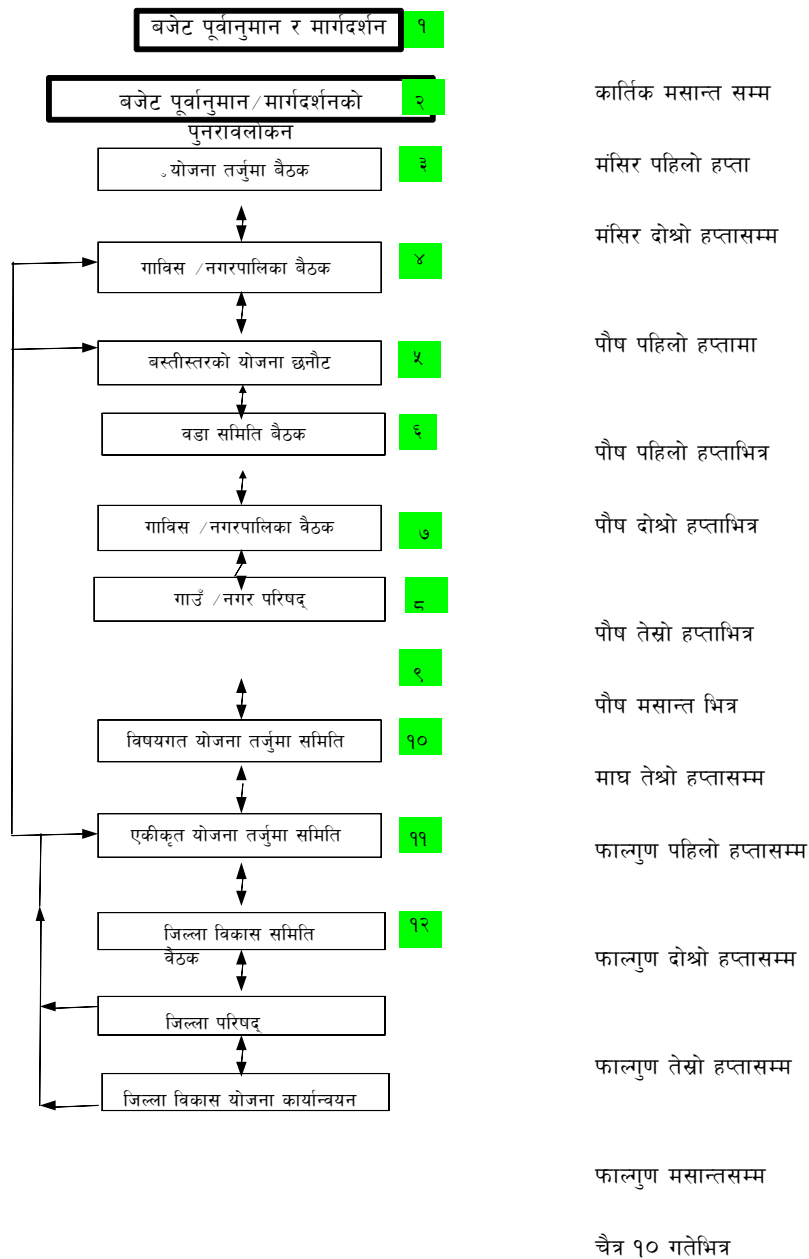 बजेट पूर्वानुमान र मार्गदर्शन १
बजेट पूर्वानुमान/मार्गदर्शनको २ कार्तिक मसान्त सम्म
पुनरावलोकन
योजना तर्जुमा बैठक ३ मंसिर पहिलो हप्ता
मंसिर दोश्रो हप्तासम्म
गाविस /नगरपालिका बैठक ४
पौष पहिलो हप्तामा
बस्तीस्तरको योजना छनौट ५
वडा समिति बैठक ६
पौष पहिलो हप्ताभित्र
गाविस /नगरपालिका वैठक ७ पौष दोश्रो हप्ताभित्र
गाउँ /नगर परिषद् ८
पौष तेस्रो हप्ताभित्र
९
पौष मसान्त भित्र
विषयगत योजना तर्जुमा समिति १०
माघ तेश्रो हप्तासम्म
एकीकृत योजना तर्जुमा समिति ११
फाल्गुण पहिलो हप्तासम्म
जिल्ला विकास समिति १२
वैठक
फाल्गुण दोश्रो हप्तासम्म
जिल्ला परिषद्
फाल्गुण तेस्रो हप्तासम्म
जिल्ला विकास योजना कार्यान्वयन
फाल्गुण मसान्तसम्म
चैत्र १० गतेभित्र